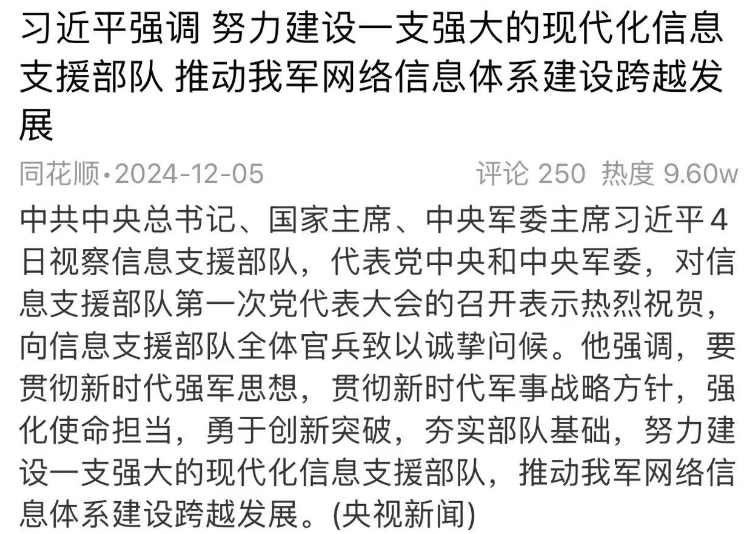 习近平强调 努力建设一支强大的现代化信息
支援部队 推动我军网络信息体系建设跨越发
展
同花顺·2024-12-05 评论 250 热度 9.60w
中共中央总书记、国家主席、中央军委主席习近平4
日视察信息支援部队，代表党中央和中央军委，对信
息支援部队第一次党代表大会的召开表示热烈祝贺，
向信息支援部队全体官兵致以诚挚问候。他强调，要
贯彻新时代强军思想，贯彻新时代军事战略方针，强
化使命担当，勇于创新突破，夯实部队基础，努力建
设一支强大的现代化信息支援部队，推动我军网络信
息体系建设跨越发展。(央视新闻)